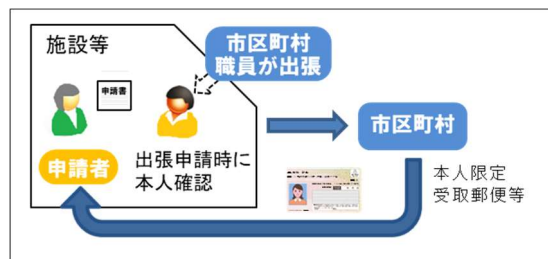 施設等
市区町村
職員が出張
申請書
申請者
出張申請時に
本人確認
市区町村
本人限定
受取郵便等